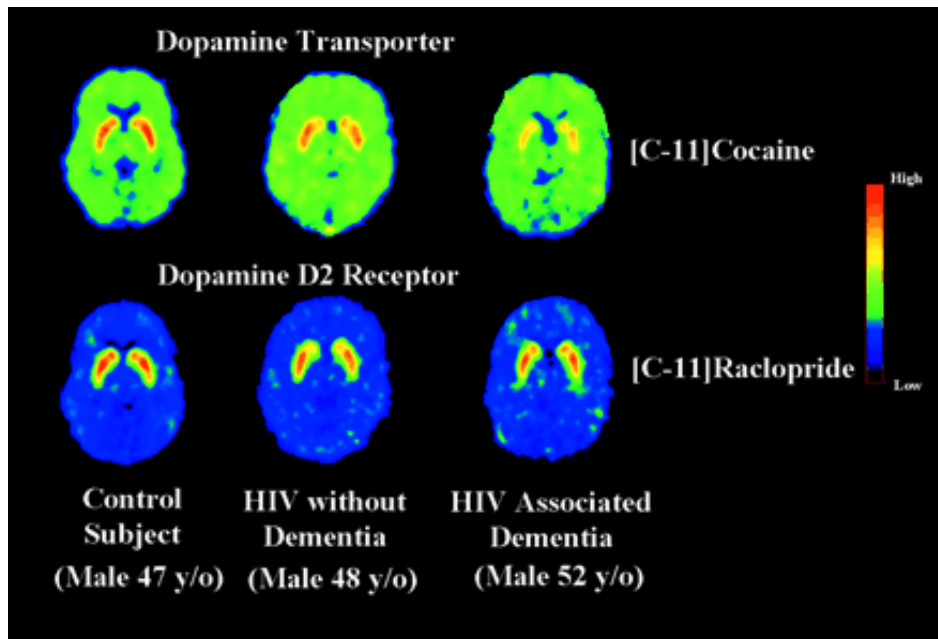 Dopamine Transporter
[C-11]Cocaine
High
Dopamine D2 Receptor
[C-11]Raclopride
Low
Control
Subject
(Male 47 y/o)
HIV without
Dementia
(Male 48 y/o)
HIV Associated
Dementia
(Male 52 y/o)